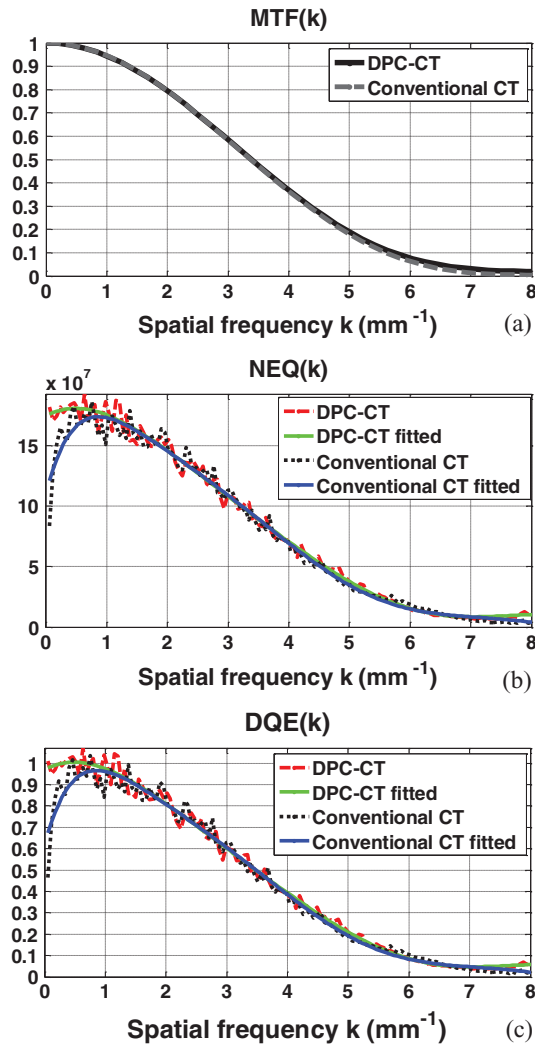 MTF(k)
1
0.9
0.8
0.7
0.6
0.5
0.4
0.3
0.2
0.1
0
DPC-CT
Conventional CT
0 1 2 3 4 5 6 7 8
Spatial frequency k (mm⁻¹)
(a)
NEQ(k)
x 10⁷
15
10
5
0
DPC-CT
DPC-CT fitted
Conventional CT
Conventional CT fitted
0 1 2 3 4 5 6 7 8
Spatial frequency k (mm⁻¹)
(b)
DQE(k)
1
0.9
0.8
0.7
0.6
0.5
0.4
0.3
0.2
0.1
0
DPC-CT
DPC-CT fitted
Conventional CT
Conventional CT fitted
0 1 2 3 4 5 6 7 8
Spatial frequency k (mm⁻¹)
(c)